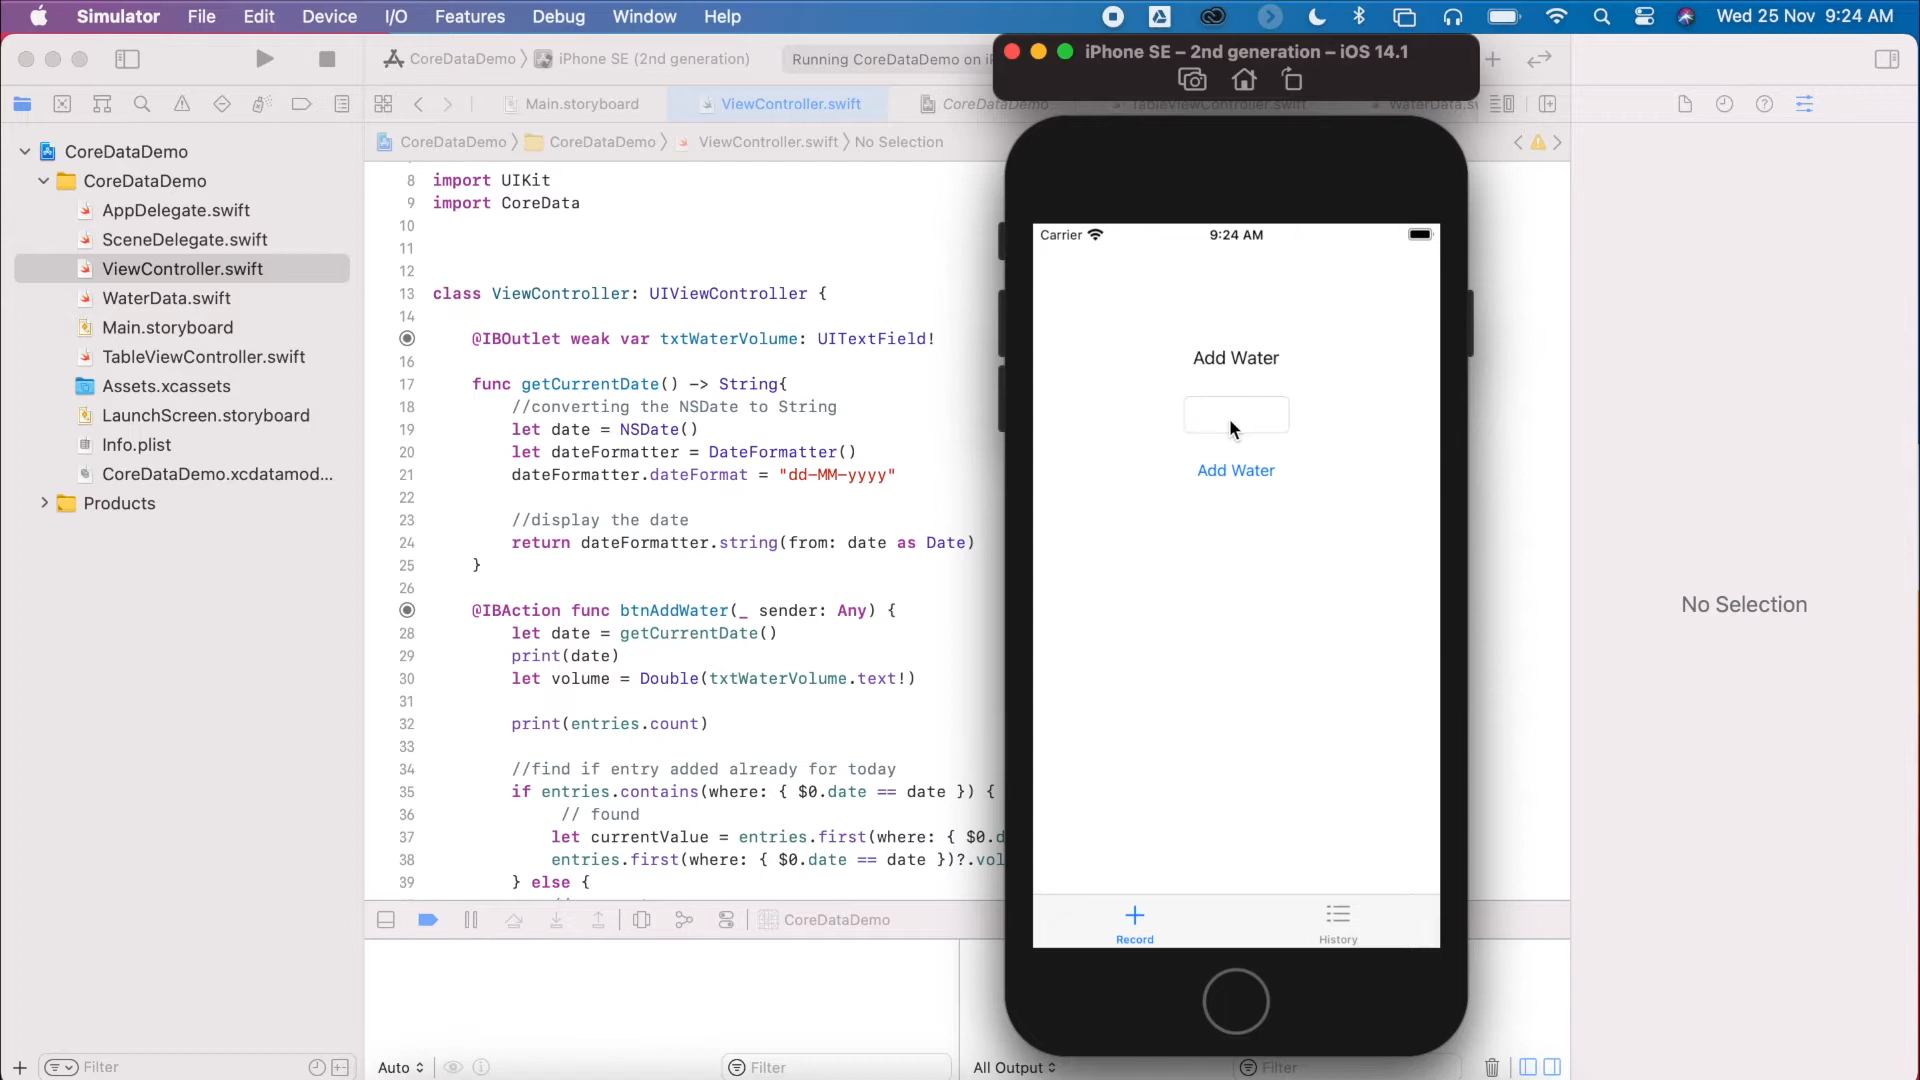 Simulator File Edit Device I/O Features Debug Window Help
Wed 25 Nov 9:24 AM
CoreDataDemo
iPhone SE (2nd generation)
Running CoreDataDemo on
iPhone SE – 2nd generation – iOS 14.1
Main.storyboard
ViewController.swift
CoreDataDemo
TableViewController.swift
CoreDataDemo
CoreDataDemo
ViewController.swift
No Selection
CoreDataDemo
CoreDataDemo
AppDelegate.swift
SceneDelegate.swift
ViewController.swift
WaterData.swift
Main.storyboard
TableViewController.swift
Assets.xcassets
LaunchScreen.storyboard
Info.plist
CoreDataDemo.xcdatamod...
Products
Filter
8 import UIKit
9 import CoreData
10
11
12
13 class ViewController: UIViewController {
14
@IBOutlet weak var txtWaterVolume: UITextField!
16
17 func getCurrentDate() -> String{
18 //converting the NSDate to String
19 let date = NSDate()
20 let dateFormatter = DateFormatter()
21 dateFormatter.dateFormat = "dd-MM-yyyy"
22
23 //display the date
24 return dateFormatter.string(from: date as Date)
25 }
26
@IBAction func btnAddWater(_ sender: Any) {
28 let date = getCurrentDate()
29 print(date)
30 let volume = Double(txtWaterVolume.text!)
31
32 print(entries.count)
33
34 //find if entry added already for today
35 if entries.contains(where: { $0.date == date }) {
36 // found
37 let currentValue = entries.first(where: { $0.d
38 entries.first(where: { $0.date == date })?.vol
39 } else {
CoreDataDemo
Auto
Filter
All Output
Filter
Carrier
9:24 AM
Add Water
Add Water
Record
History
No Selection